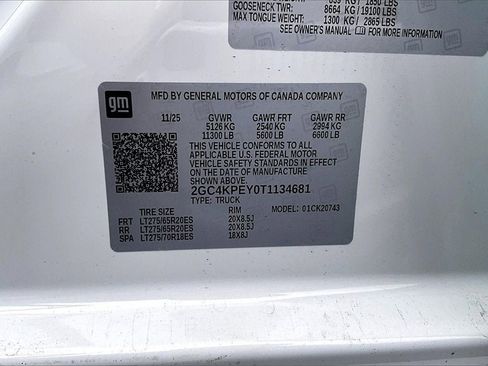 GOOSENECK TWR: 8664 KG / 19100 LBS
MAX TONGUE WEIGHT: 1300 KG / 2865 LBS
SEE OWNER'S MANUAL FOR MORE INFO
gm
MFD BY GENERAL MOTORS OF CANADA COMPANY
11/25 GVWR GAWR FRT GAWR RR
5126 KG 2540 KG 2994 KG
11300 LB 5600 LB 6600 LB
THIS VEHICLE CONFORMS TO ALL
APPLICABLE U.S. FEDERAL MOTOR
VEHICLE SAFETY STANDARDS IN
EFFECT ON THE DATE OF
MANUFACTURE SHOWN ABOVE.
2GC4KPEY0T1134681
TYPE: TRUCK
TIRE SIZE RIM MODEL: 01CK20743
FRT LT275/65R20ES 20X8.5J
RR LT275/65R20ES 20X8.5J
SPA LT275/70R18ES 18X8J